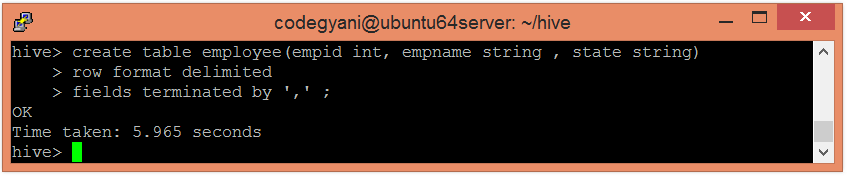 codegyani@ubuntu64server: ~/hive
hive> create table employee(empid int, empname string , state string)
    > row format delimited
    > fields terminated by ',' ;
OK
Time taken: 5.965 seconds
hive>